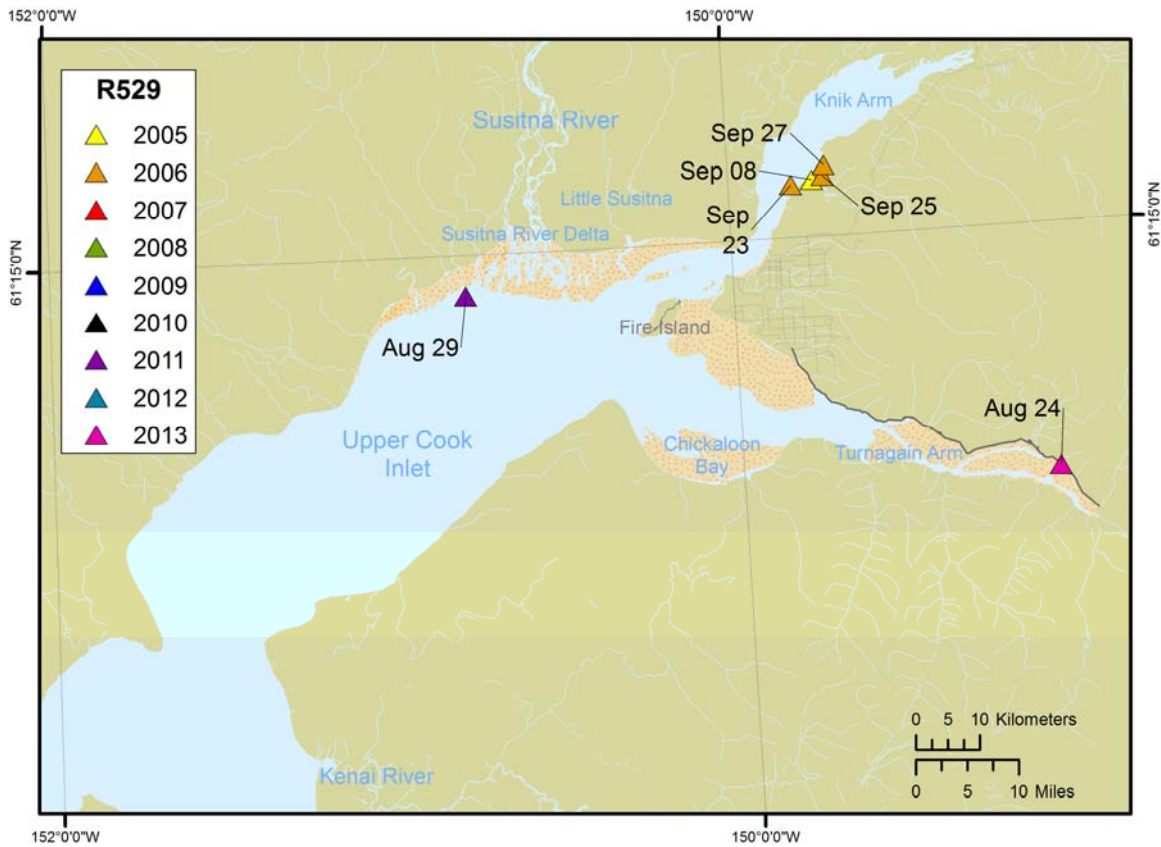 152°0'0"W
150°0'0"W
R529
2005
2006
2007
2008
2009
2010
2011
2012
2013
Knik Arm
Susitna River
Sep 27
Sep 08
Little Susitna
Sep 25
Sep
23
Susitna River Delta
61°15'0"N
61°15'0"N
Fire Island
Aug 29
Aug 24
Upper Cook
Inlet
Chickaloon
Bay
Turnagain Arm
0 5 10 Kilometers
0 5 10 Miles
Kenai River
152°0'0"W
150°0'0"W